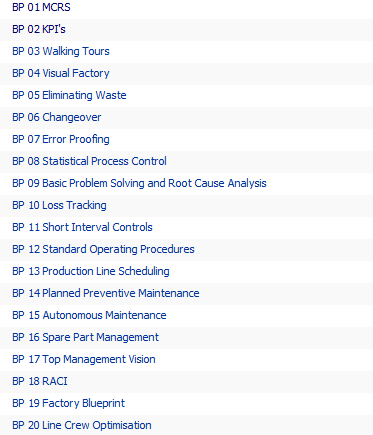 BP 01 MCRS
BP 02 KPI's
BP 03 Walking Tours
BP 04 Visual Factory
BP 05 Eliminating Waste
BP 06 Changeover
BP 07 Error Proofing
BP 08 Statistical Process Control
BP 09 Basic Problem Solving and Root Cause Analysis
BP 10 Loss Tracking
BP 11 Short Interval Controls
BP 12 Standard Operating Procedures
BP 13 Production Line Scheduling
BP 14 Planned Preventive Maintenance
BP 15 Autonomous Maintenance
BP 16 Spare Part Management
BP 17 Top Management Vision
BP 18 RACI
BP 19 Factory Blueprint
BP 20 Line Crew Optimisation